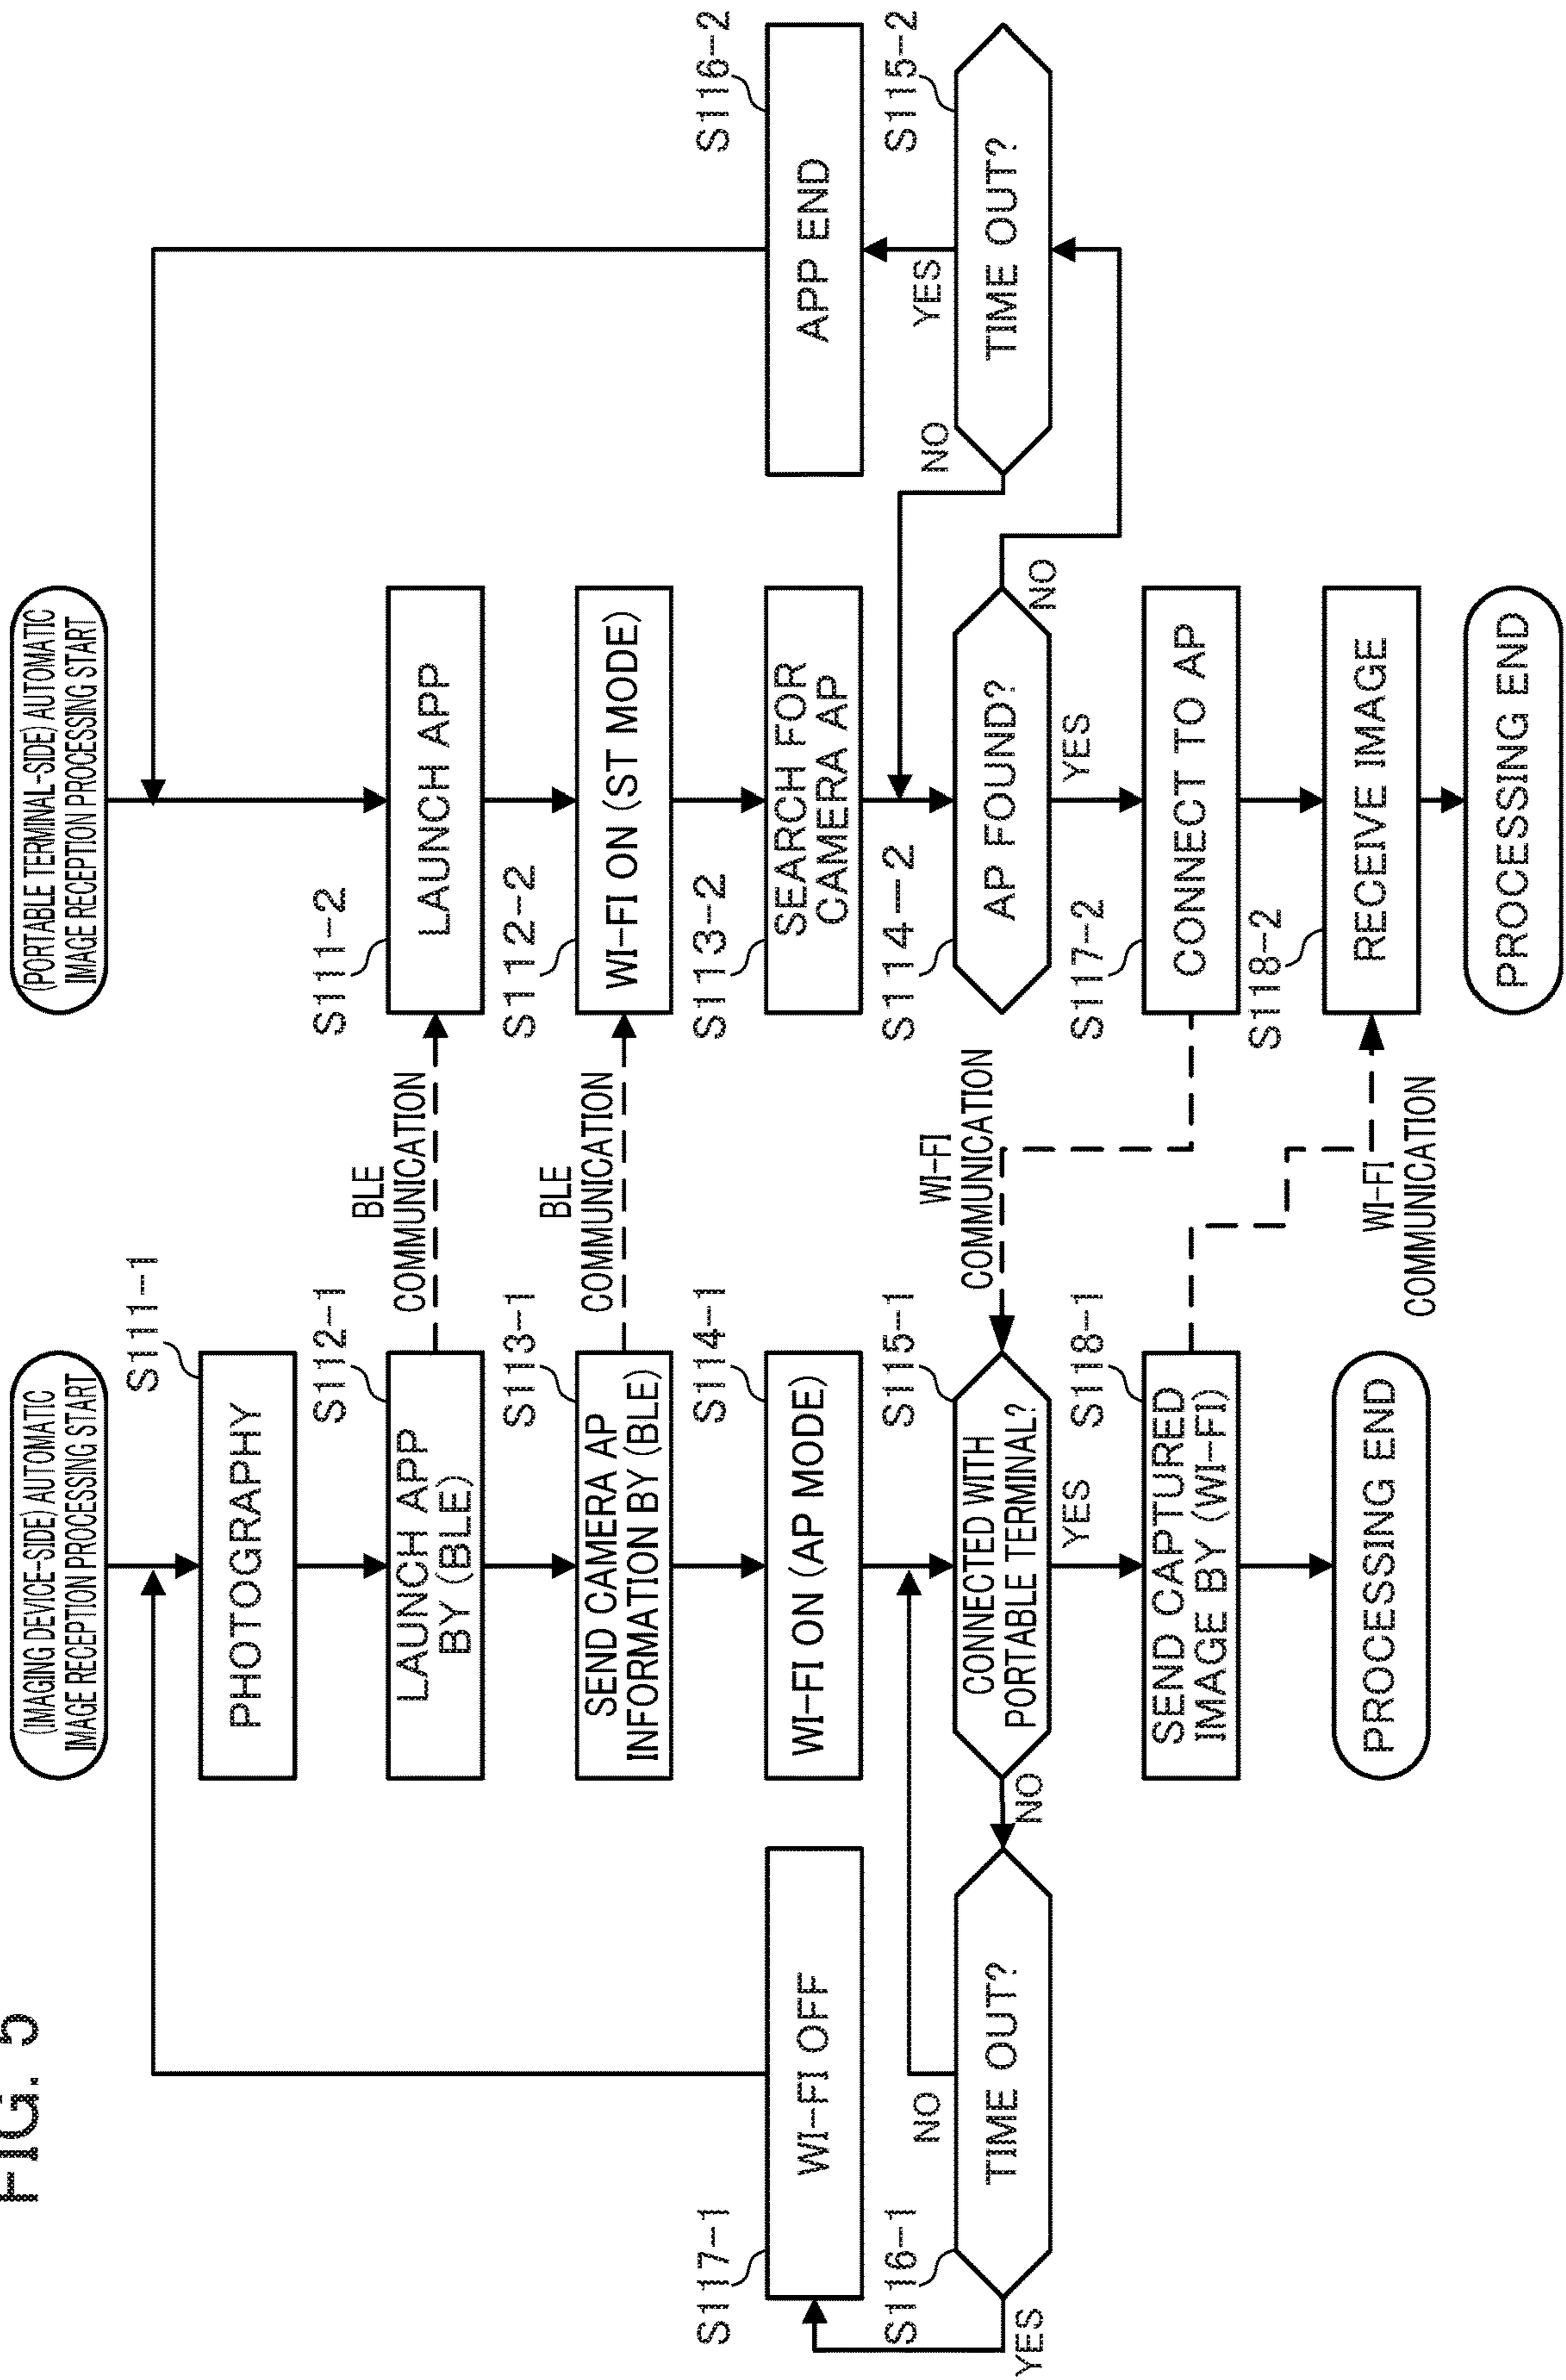 FIG. 5
(IMAGING DEVICE-SIDE) AUTOMATIC
IMAGE RECEPTION PROCESSING START
S111-1
PHOTOGRAPHY
S112-1
LAUNCH APP
BY (BLE)
BLE
COMMUNICATION
S113-1
SEND CAMERA AP
INFORMATION BY (BLE)
BLE
COMMUNICATION
S114-1
WI-FI ON (AP MODE)
S115-1
CONNECTED WITH
PORTABLE TERMINAL?
WI-FI
COMMUNICATION
NO
YES
S116-1
TIME OUT?
NO
YES
S117-1
WI-FI OFF
S118-1
SEND CAPTURED
IMAGE BY (WI-FI)
WI-FI
COMMUNICATION
PROCESSING END
(PORTABLE TERMINAL-SIDE) AUTOMATIC
IMAGE RECEPTION PROCESSING START
S111-2
LAUNCH APP
S112-2
WI-FI ON (ST MODE)
S113-2
SEARCH FOR
CAMERA AP
S114-2
AP FOUND?
NO
YES
S115-2
TIME OUT?
NO
YES
S116-2
APP END
S117-2
CONNECT TO AP
S118-2
RECEIVE IMAGE
PROCESSING END